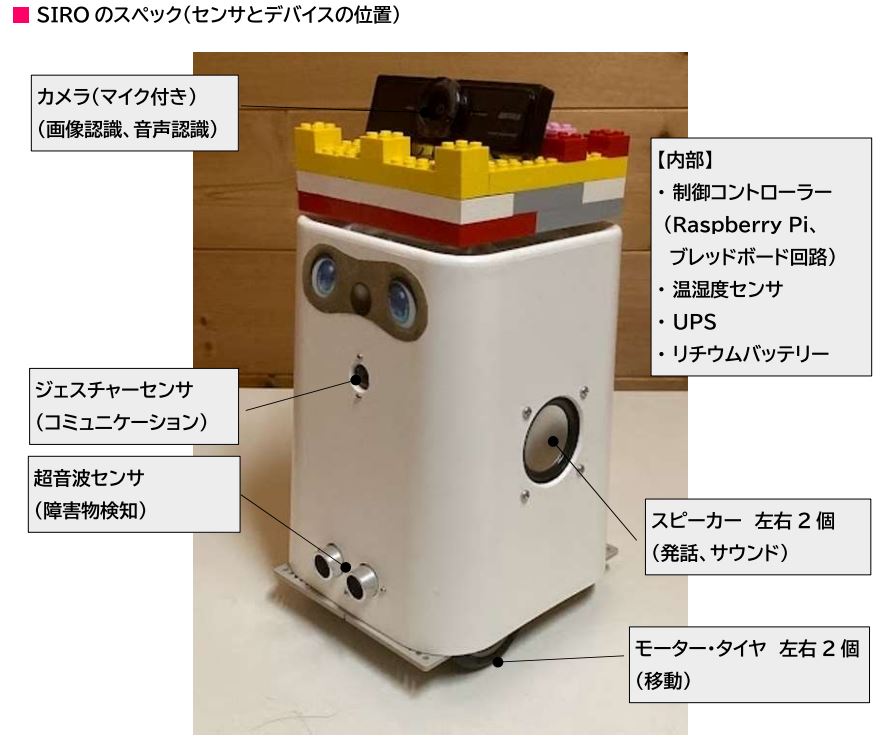 ■ SIRO のスペック（センサとデバイスの位置）
カメラ（マイク付き）
（画像認識、音声認識）
【内部】
・ 制御コントローラー
（Raspberry Pi、
ブレッドボード回路）
・ 温湿度センサ
・ UPS
・ リチウムバッテリー
ジェスチャーセンサ
（コミュニケーション）
超音波センサ
（障害物検知）
スピーカー 左右 2 個
（発話、サウンド）
モーター・タイヤ 左右 2 個
（移動）